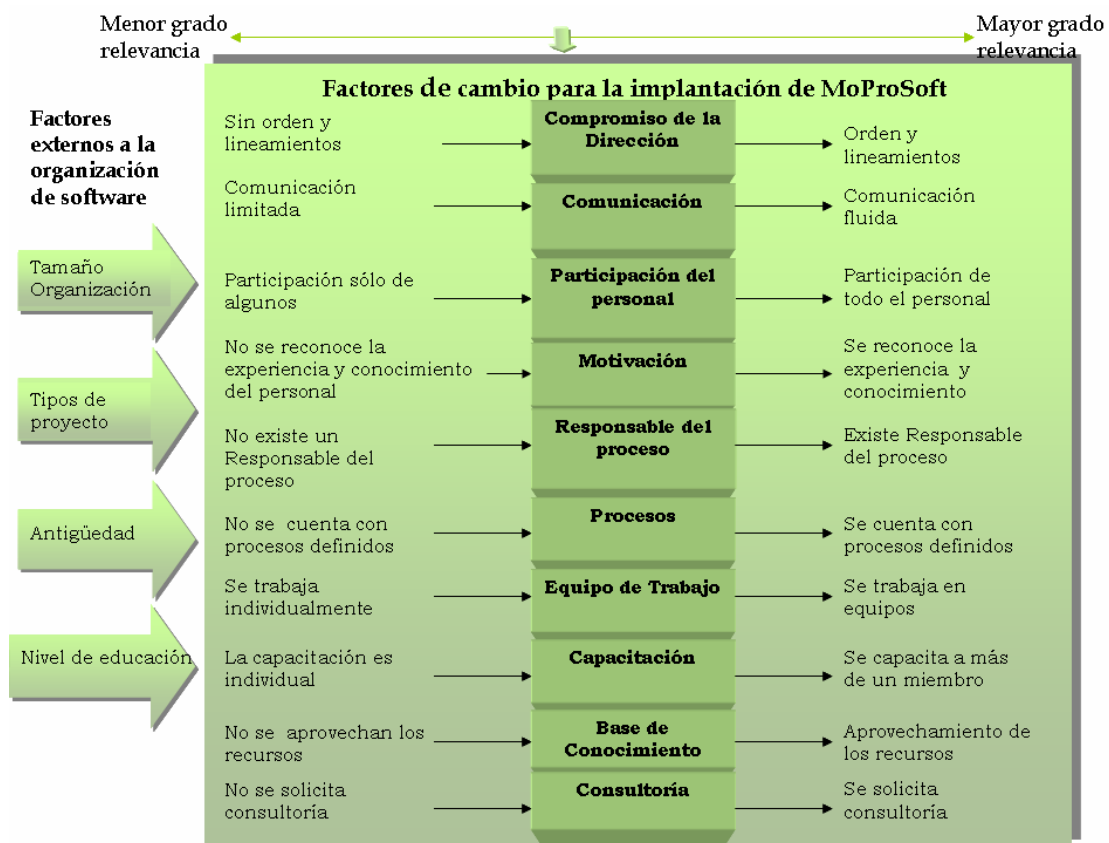 Menor grado
relevancia
Mayor grado
relevancia
Factores de cambio para la implantación de MoProSoft
Factores
externos a la
organización
de software
Tamaño
Organización
Tipos de
proyecto
Antigüedad
Nivel de educación
Sin orden y
lineamientos
Compromiso de la
Dirección
Orden y
lineamientos
Comunicación
limitada
Comunicación
Comunicación
fluida
Participación sólo de
algunos
Participación del
personal
Participación de
todo el personal
No se reconoce la
experiencia y conocimiento
del personal
Motivación
Se reconoce la
experiencia y
conocimiento
No existe un
Responsable del
proceso
Responsable del
proceso
Existe Responsable
del proceso
No se cuenta con
procesos definidos
Procesos
Se cuenta con
procesos definidos
Se trabaja
individualmente
Equipo de Trabajo
Se trabaja en
equipos
La capacitación es
individual
Capacitación
Se capacita a más
de un miembro
No se aprovechan los
recursos
Base de
Conocimiento
Aprovechamiento de
los recursos
No se solicita
consultoría
Consultoría
Se solicita
consultoría